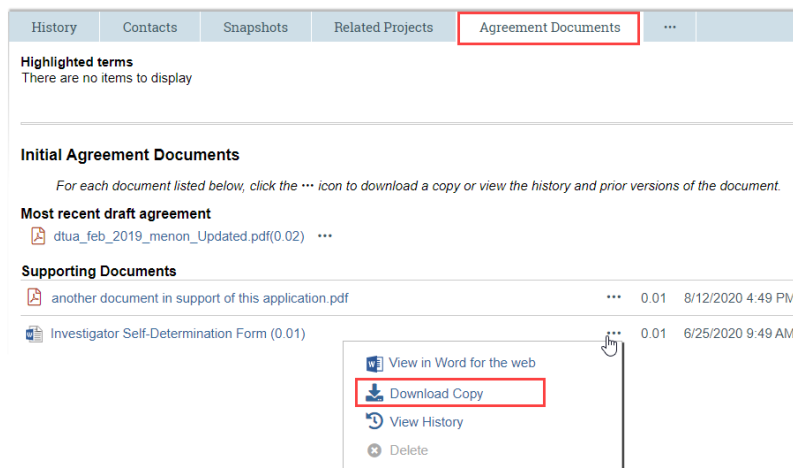 History Contacts Snapshots Related Projects Agreement Documents ...
Highlighted terms
There are no items to display
Initial Agreement Documents
For each document listed below, click the ... icon to download a copy or view the history and prior versions of the document.
Most recent draft agreement
dtua_feb_2019_menon_Updated.pdf(0.02) ...
Supporting Documents
another document in support of this application.pdf ... 0.01 8/12/2020 4:49 PM
Investigator Self-Determination Form (0.01) ... 0.01 6/25/2020 9:49 AM
View in Word for the web
Download Copy
View History
Delete